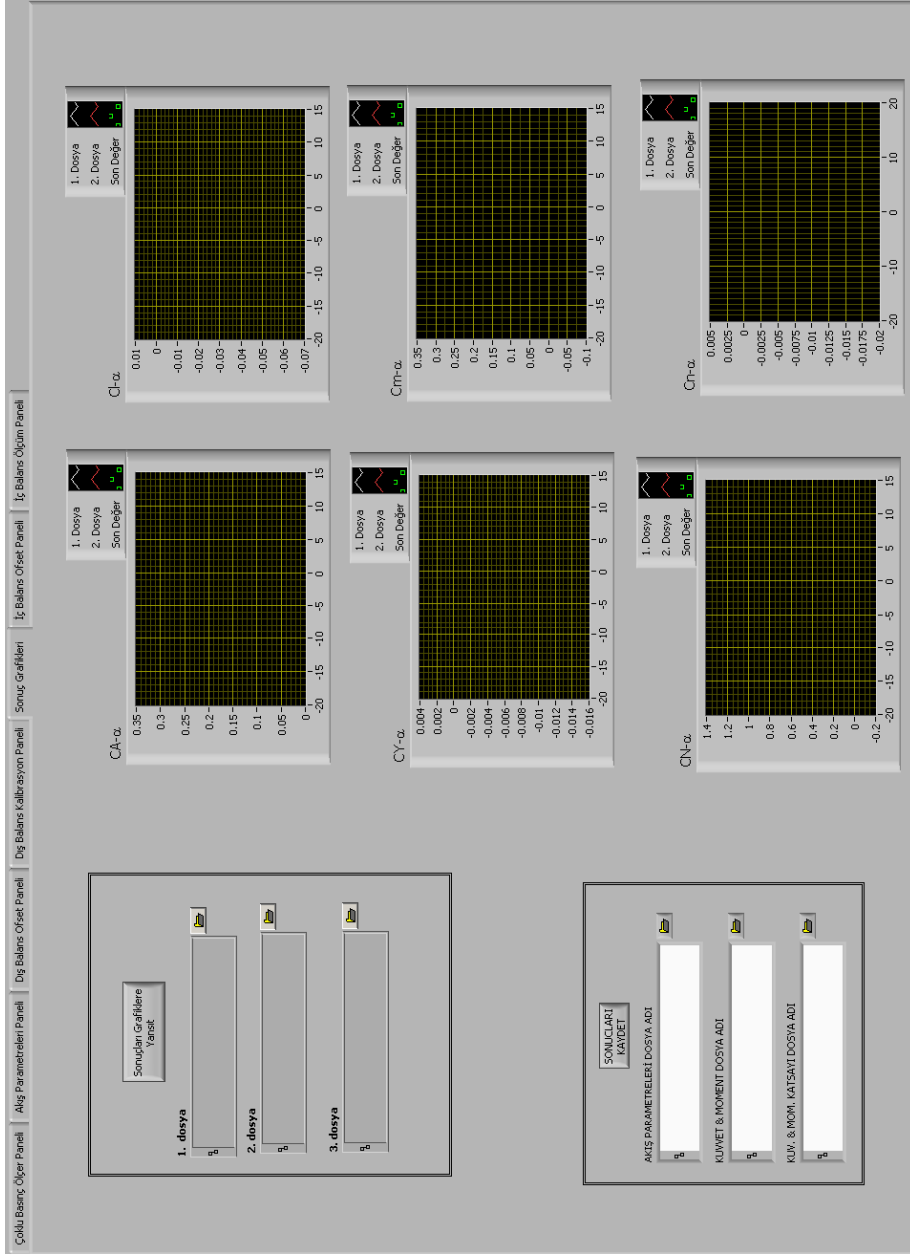 Çoklu Basınç Ölçer Paneli
Akış Parametreleri Paneli
Dış Balans Ofset Paneli
Dış Balans Kalibrasyon Paneli
Sonuç Grafikleri
İç Balans Ofset Paneli
İç Balans Ölçüm Paneli
Sonuçları Grafiklere
Yansıt
1. dosya
2. dosya
3. dosya
SONUÇLARI
KAYDET
AKIŞ PARAMETRELERİ DOSYA ADI
KUVVET & MOMENT DOSYA ADI
KUV. & MOM. KATSAYI DOSYA ADI
CA-α
1. Dosya
2. Dosya
Son Değer
0.35
0.3
0.25
0.2
0.15
0.1
0.05
0
-20 -15 -10 -5 0 5 10 15
Cl-α
1. Dosya
2. Dosya
Son Değer
0.01
0
-0.01
-0.02
-0.03
-0.04
-0.05
-0.06
-0.07
-20 -15 -10 -5 0 5 10 15
CY-α
1. Dosya
2. Dosya
Son Değer
0.004
0.002
0
-0.002
-0.004
-0.006
-0.008
-0.01
-0.012
-0.014
-0.016
-20 -15 -10 -5 0 5 10 15
Cm-α
1. Dosya
2. Dosya
Son Değer
0.35
0.3
0.25
0.2
0.15
0.1
0.05
0
-0.05
-0.1
-20 -15 -10 -5 0 5 10 15
CN-α
1. Dosya
2. Dosya
Son Değer
1.4
1.2
1
0.8
0.6
0.4
0.2
0
-0.2
-20 -15 -10 -5 0 5 10 15
Cn-α
1. Dosya
2. Dosya
Son Değer
0.005
0.0025
0
-0.0025
-0.005
-0.0075
-0.01
-0.0125
-0.015
-0.0175
-0.02
-20 -10 0 10 20